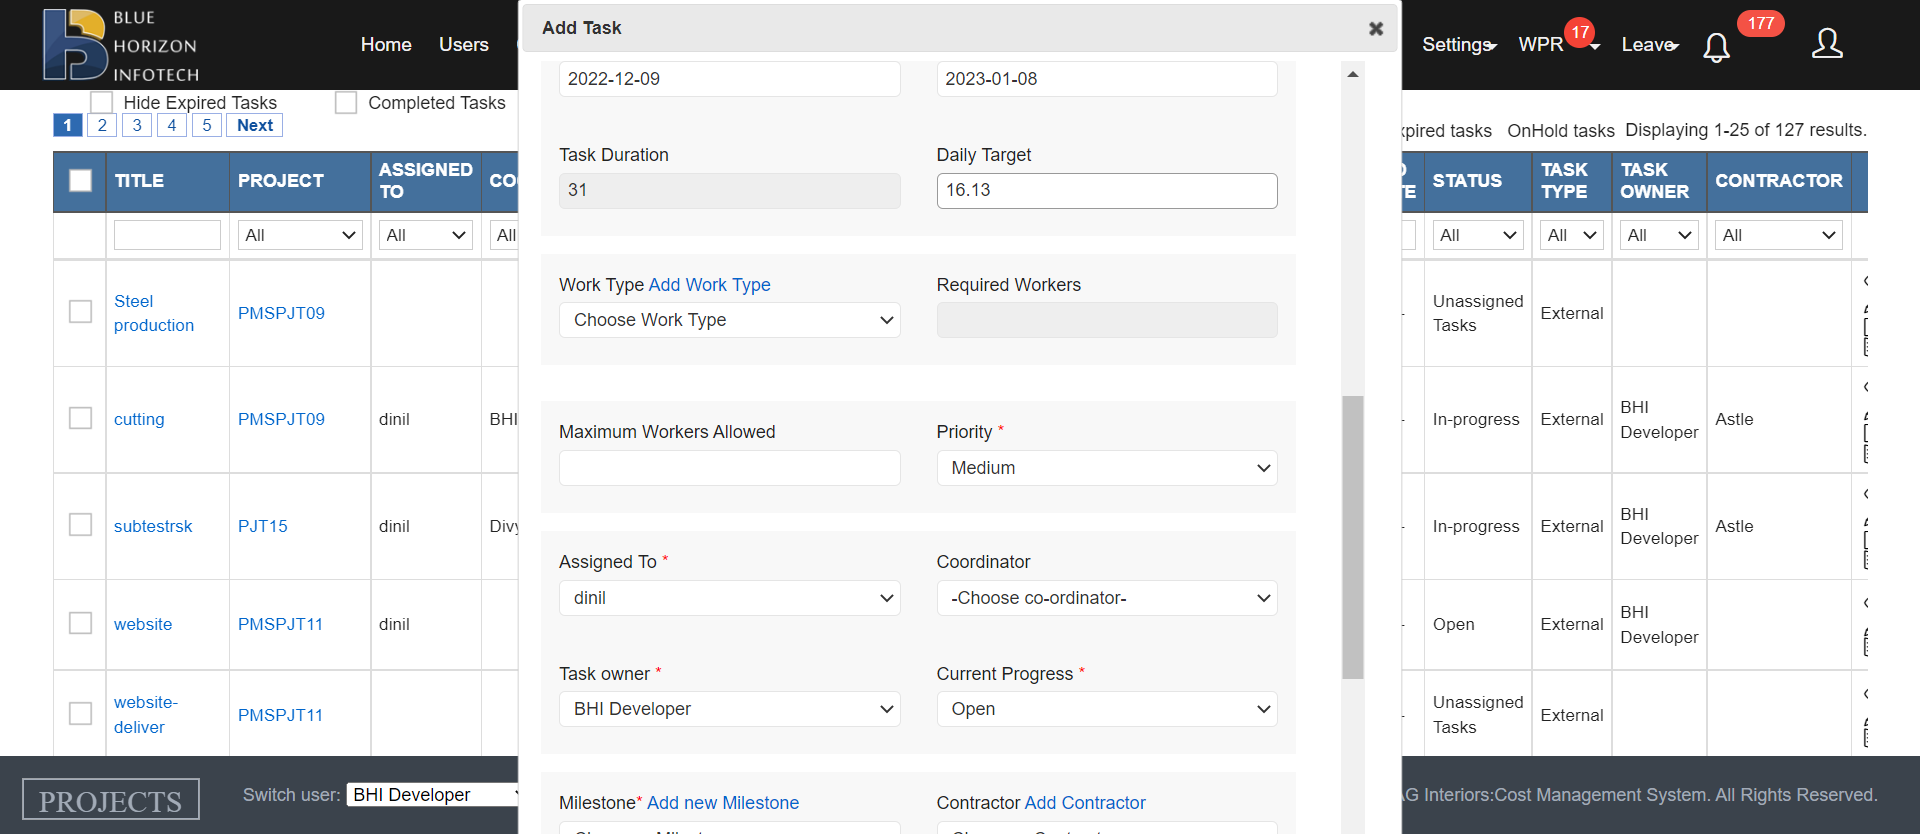 BLUE
HORIZON
INFOTECH
Home
Users
Settings
WPR
17
Leave
177
Hide Expired Tasks
Completed Tasks
1
2
3
4
5
Next
OnHold tasks
Displaying 1-25 of 127 results.
TITLE
PROJECT
ASSIGNED
TO
STATUS
TASK
TYPE
TASK
OWNER
CONTRACTOR
All
All
All
All
All
All
All
Steel
production
PMSPJT09
Unassigned
Tasks
External
cutting
PMSPJT09
dinil
BHI
In-progress
External
BHI
Developer
Astle
subtestrsk
PJT15
dinil
In-progress
External
BHI
Developer
Astle
website
PMSPJT11
dinil
Open
External
BHI
Developer
website-
deliver
PMSPJT11
Unassigned
Tasks
External
Add Task
2022-12-09
2023-01-08
Task Duration
Daily Target
31
16.13
Work Type Add Work Type
Required Workers
Choose Work Type
Maximum Workers Allowed
Priority *
Medium
Assigned To *
Coordinator
dinil
-Choose co-ordinator-
Task owner *
Current Progress *
BHI Developer
Open
Milestone* Add new Milestone
Contractor Add Contractor
PROJECTS
Switch user: BHI Developer
Interiors:Cost Management System. All Rights Reserved.